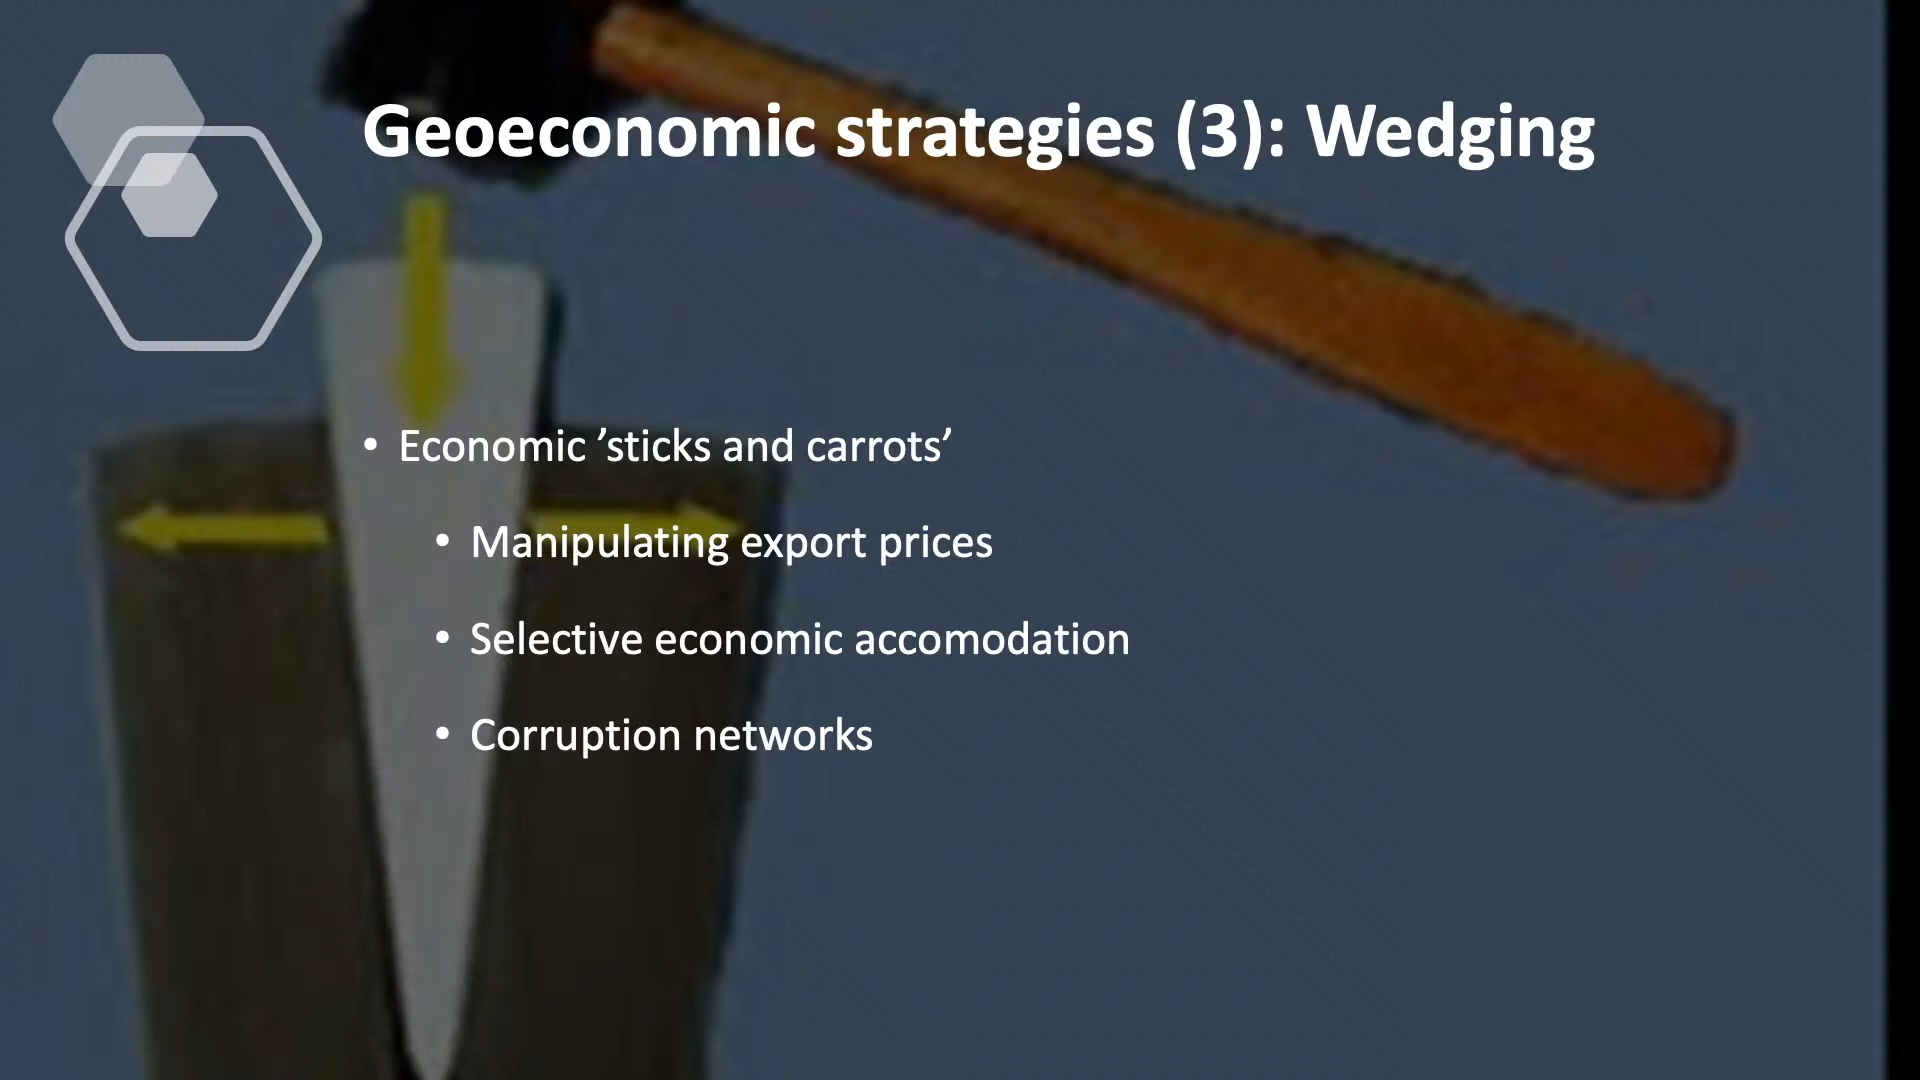 Geoeconomic strategies (3): Wedging
• Economic ’sticks and carrots’
• Manipulating export prices
• Selective economic accomodation
• Corruption networks